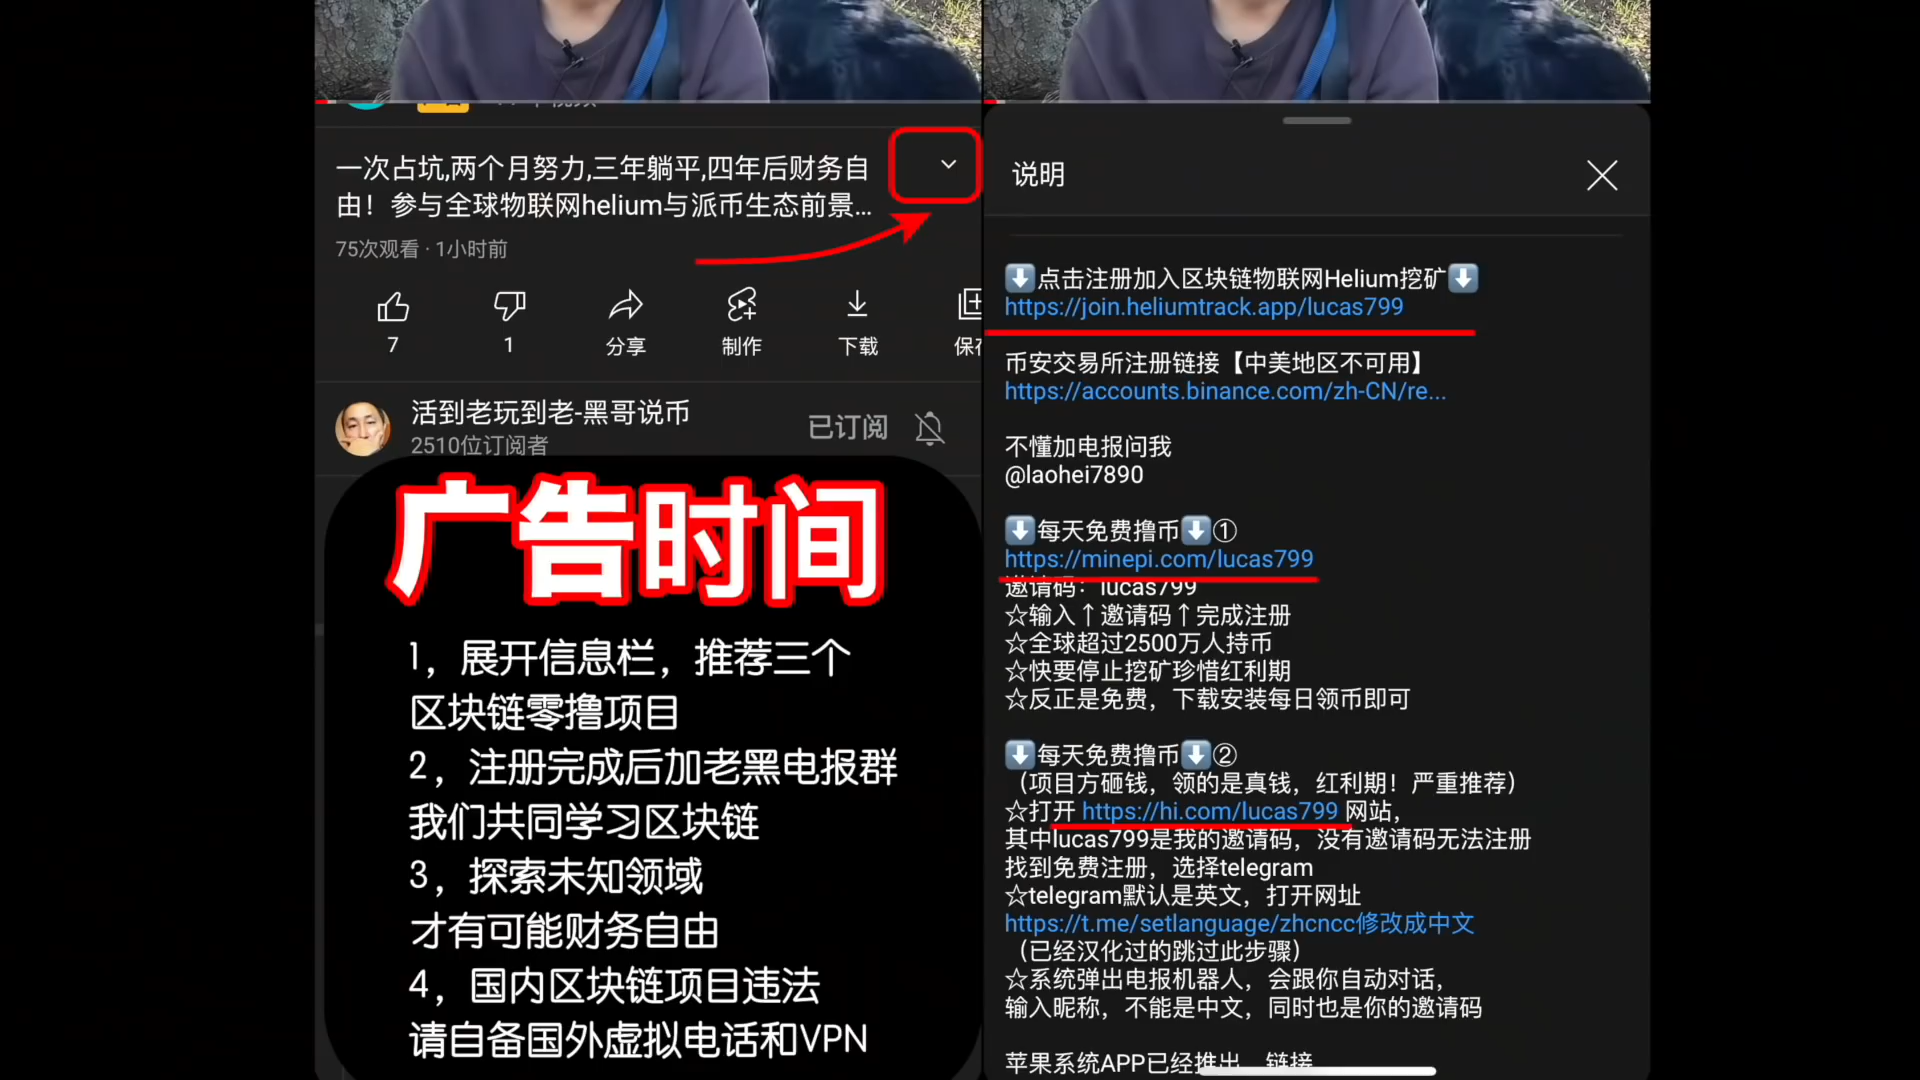 一次占坑,两个月努力,三年躺平,四年后财务自
由！参与全球物联网helium与派币生态前景...
75次观看 · 1小时前
7
1
分享
制作
下载
活到老玩到老-黑哥说币
2510位订阅者
已订阅
广告时间
1，展开信息栏，推荐三个
区块链零撸项目
2，注册完成后加老黑电报群
我们共同学习区块链
3，探索未知领域
才有可能财务自由
4，国内区块链项目违法
请自备国外虚拟电话和VPN
说明
⬇️点击注册加入区块链物联网Helium挖矿⬇️
https://join.heliumtrack.app/lucas799
币安交易所注册链接【中美地区不可用】
https://accounts.binance.com/zh-CN/re...
不懂加电报问我
@laohei7890
⬇️每天免费撸币⬇️①
https://minepi.com/lucas799
邀请码：lucas799
☆输入↑邀请码↑完成注册
☆全球超过2500万人持币
☆快要停止挖矿珍惜红利期
☆反正是免费，下载安装每日领币即可
⬇️每天免费撸币⬇️②
（项目方砸钱，领的是真钱，红利期！严重推荐）
☆打开 https://hi.com/lucas799 网站，
其中lucas799是我的邀请码，没有邀请码无法注册
找到免费注册，选择telegram
☆telegram默认是英文，打开网址
https://t.me/setlanguage/zhcncc修改成中文
（已经汉化过的跳过此步骤）
☆系统弹出电报机器人，会跟你自动对话，
输入昵称，不能是中文，同时也是你的邀请码
苹果系统APP已经推出，链接